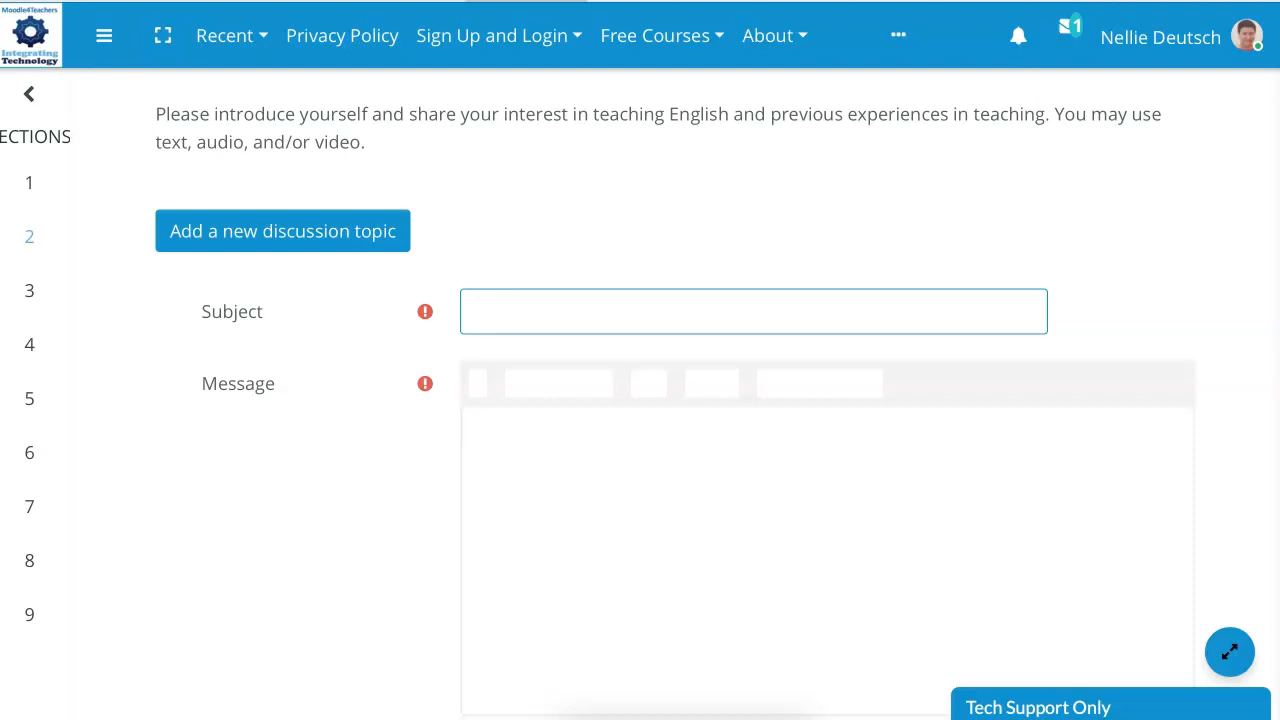 Moodle4Teachers
Integrating
Technology
Recent
Privacy Policy
Sign Up and Login
Free Courses
About
1
Nellie Deutsch
ECTIONS
1
2
3
4
5
6
7
8
9
Please introduce yourself and share your interest in teaching English and previous experiences in teaching. You may use
text, audio, and/or video.
Add a new discussion topic
Subject
Message
Tech Support Only